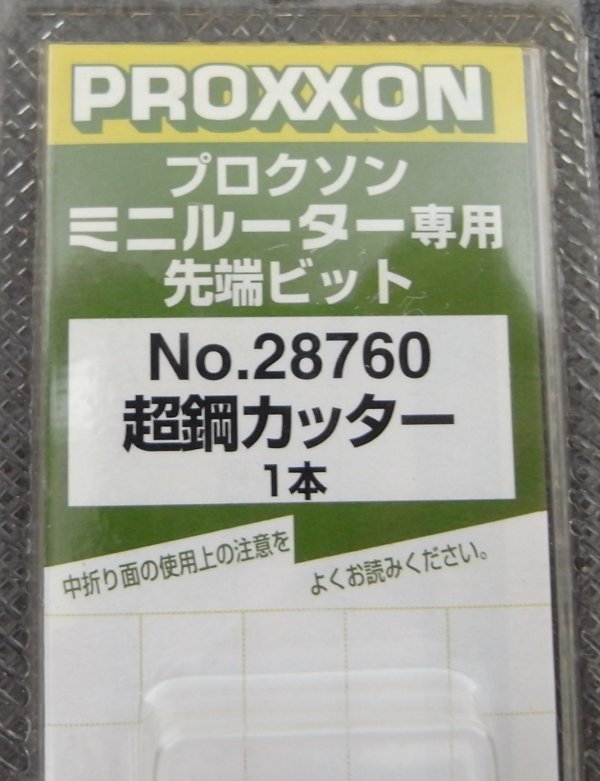 PROXXON
プロクソン
ミニルーター専用
先端ビット
No.28760
超鋼カッター
1本
中折り面の使用上の注意を
よくお読みください。